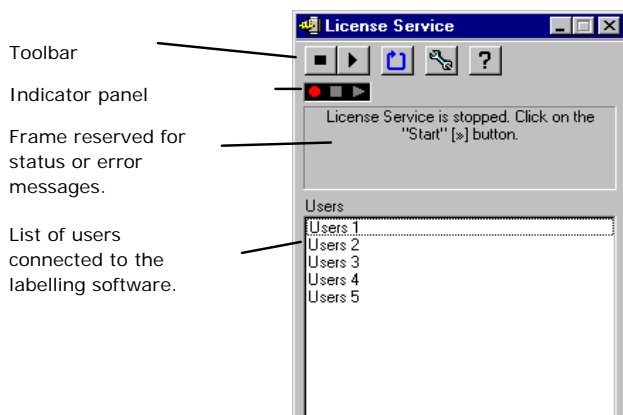 License Service
Toolbar
?
Indicator panel
License Service is stopped. Click on the
"Start" [»] button.
Frame reserved for
status or error
messages.
Users
List of users
connected to the
labelling software.
Users 1
Users 2
Users 3
Users 4
Users 5